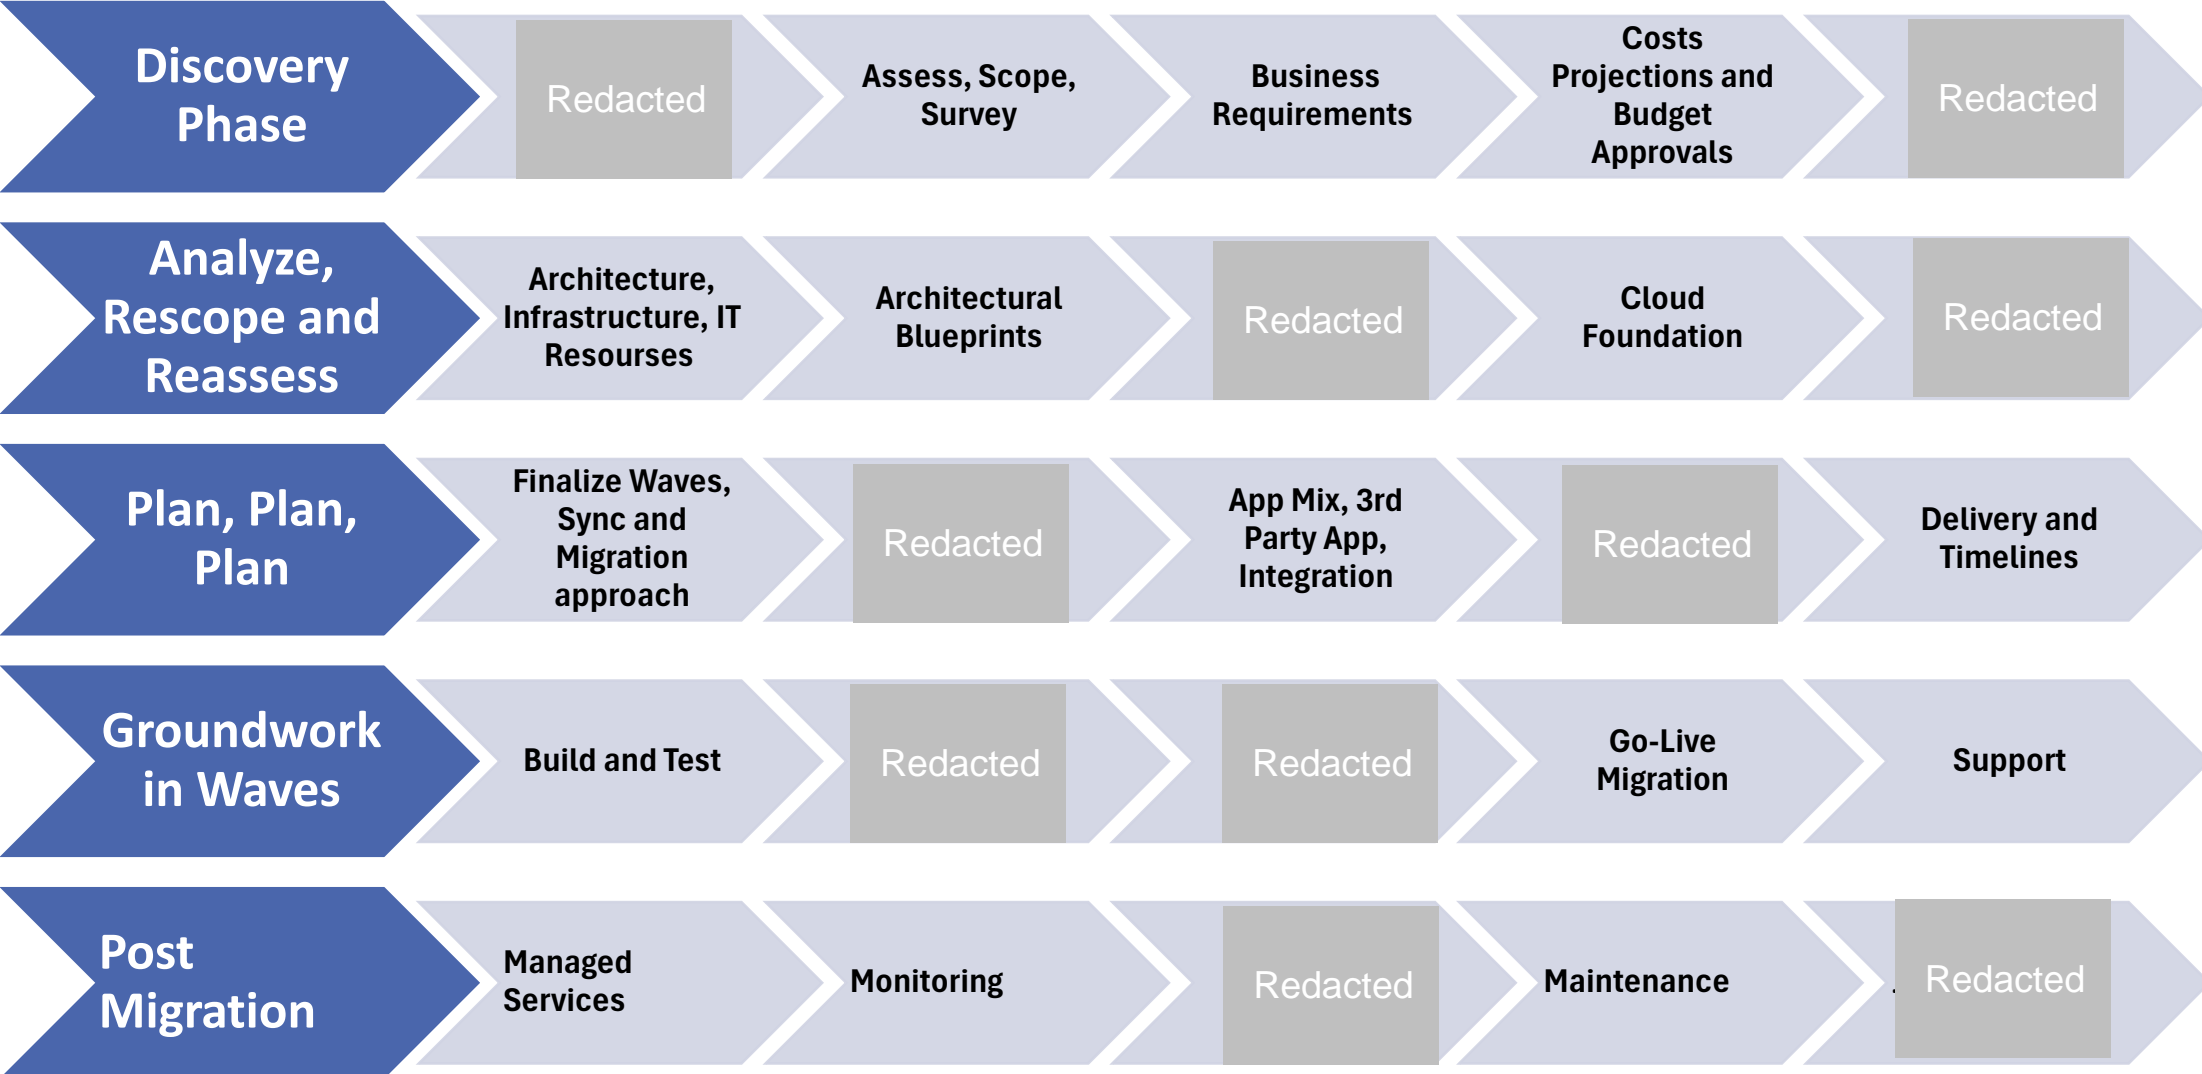 Discovery
Phase
Redacted
Assess, Scope,
Survey
Business
Requirements
Costs
Projections and
Budget
Approvals
Redacted
Analyze,
Rescope and
Reassess
Architecture,
Infrastructure, IT
Resourses
Architectural
Blueprints
Redacted
Cloud
Foundation
Redacted
Plan, Plan,
Plan
Finalize Waves,
Sync and
Migration
approach
Redacted
App Mix, 3rd
Party App,
Integration
Redacted
Delivery and
Timelines
Groundwork
in Waves
Build and Test
Redacted
Redacted
Go-Live
Migration
Support
Post
Migration
Managed
Services
Monitoring
Redacted
Maintenance
Redacted